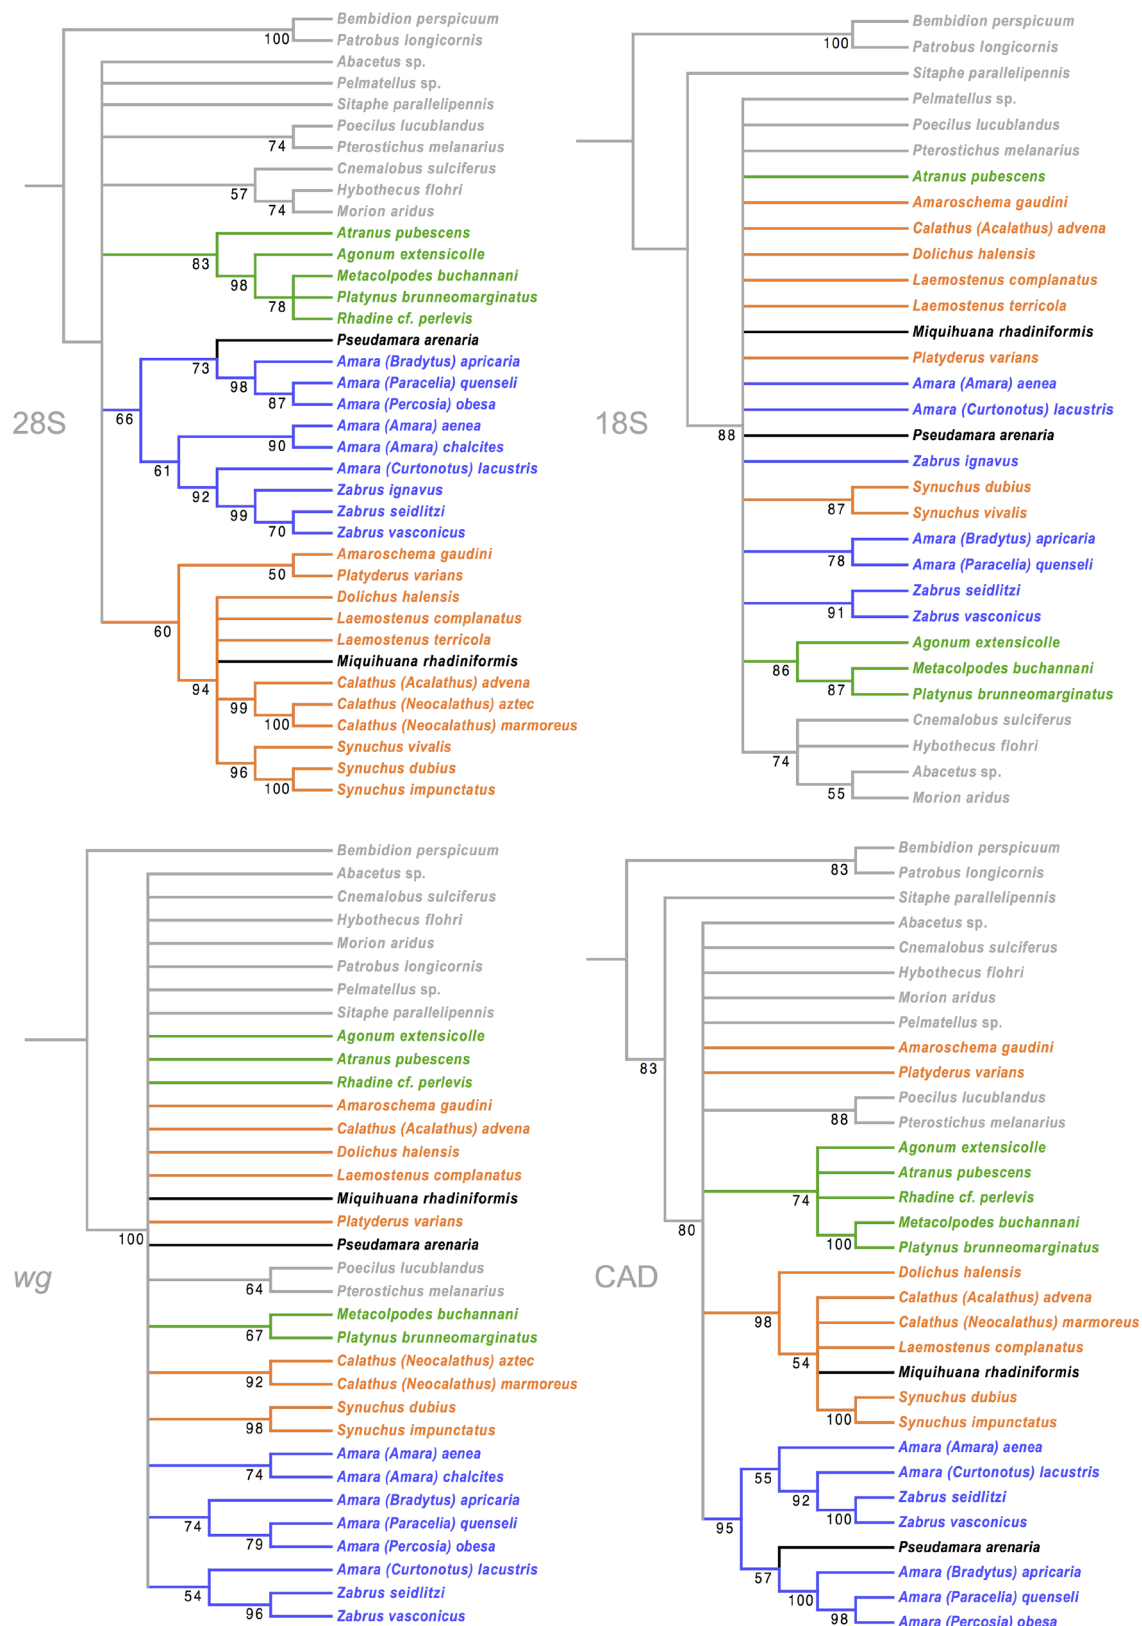 Bembidion perspicuum
100
Patrobus longicornis
Abacetus sp.
Pelmatellus sp.
Sitaphe parallelipennis
Poecilus lucublandus
74
Pterostichus melanarius
Cnemalobus sulciferus
57
Hybothecus flohri
74
Morion aridus
Atranus pubescens
83
Agonum extensicolle
98
Metacolpodes buchannani
Platynus brunneomarginatus
78
Rhadine cf. perlevis
Pseudamara arenaria
73
Amara (Bradytus) apricaria
98
Amara (Paracelia) quenseli
87
Amara (Percosia) obesa
28S
66
Amara (Amara) aenea
90
Amara (Amara) chalcites
61
Amara (Curtonotus) lacustris
92
Zabrus ignavus
99
Zabrus seidlitzi
70
Zabrus vasconicus
Amaroschema gaudini
50
Platyderus varians
Dolichus halensis
Laemostenus complanatus
60
Laemostenus terricola
Miquihuana rhadiniformis
94
Calathus (Acalathus) advena
99
Calathus (Neocalathus) aztec
100
Calathus (Neocalathus) marmoreus
Synuchus vivalis
96
Synuchus dubius
100
Synuchus impunctatus
Bembidion perspicuum
100
Patrobus longicornis
Sitaphe parallelipennis
Pelmatellus sp.
Poecilus lucublandus
Pterostichus melanarius
Atranus pubescens
Amaroschema gaudini
Calathus (Acalathus) advena
Dolichus halensis
Laemostenus complanatus
Laemostenus terricola
Miquihuana rhadiniformis
Platyderus varians
Amara (Amara) aenea
Amara (Curtonotus) lacustris
18S
88
Pseudamara arenaria
Zabrus ignavus
Synuchus dubius
87
Synuchus vivalis
Amara (Bradytus) apricaria
78
Amara (Paracelia) quenseli
Zabrus seidlitzi
91
Zabrus vasconicus
Agonum extensicolle
86
Metacolpodes buchannani
87
Platynus brunneomarginatus
Cnemalobus sulciferus
74
Hybothecus flohri
Abacetus sp.
55
Morion aridus
Bembidion perspicuum
Abacetus sp.
Cnemalobus sulciferus
Hybothecus flohri
Morion aridus
Patrobus longicornis
Pelmatellus sp.
Sitaphe parallelipennis
Agonum extensicolle
Atranus pubescens
Rhadine cf. perlevis
Amaroschema gaudini
Calathus (Acalathus) advena
Dolichus halensis
Laemostenus complanatus
Miquihuana rhadiniformis
Platyderus varians
100
Pseudamara arenaria
wg
Poecilus lucublandus
64
Pterostichus melanarius
Metacolpodes buchannani
67
Platynus brunneomarginatus
Calathus (Neocalathus) aztec
92
Calathus (Neocalathus) marmoreus
Synuchus dubius
98
Synuchus impunctatus
Amara (Amara) aenea
74
Amara (Amara) chalcites
Amara (Bradytus) apricaria
74
Amara (Paracelia) quenseli
79
Amara (Percosia) obesa
Amara (Curtonotus) lacustris
54
Zabrus seidlitzi
96
Zabrus vasconicus
Bembidion perspicuum
83
Patrobus longicornis
Sitaphe parallelipennis
Abacetus sp.
Cnemalobus sulciferus
Hybothecus flohri
Morion aridus
Pelmatellus sp.
Amaroschema gaudini
83
Platyderus varians
Poecilus lucublandus
88
Pterostichus melanarius
Agonum extensicolle
Atranus pubescens
74
Rhadine cf. perlevis
80
Metacolpodes buchannani
100
Platynus brunneomarginatus
CAD
Dolichus halensis
98
Calathus (Acalathus) advena
Calathus (Neocalathus) marmoreus
54
Laemostenus complanatus
Miquihuana rhadiniformis
Synuchus dubius
100
Synuchus impunctatus
Amara (Amara) aenea
55
Amara (Curtonotus) lacustris
92
Zabrus seidlitzi
100
Zabrus vasconicus
95
Pseudamara arenaria
57
Amara (Bradytus) apricaria
100
Amara (Paracelia) quenseli
98
Amara (Percosia) obesa